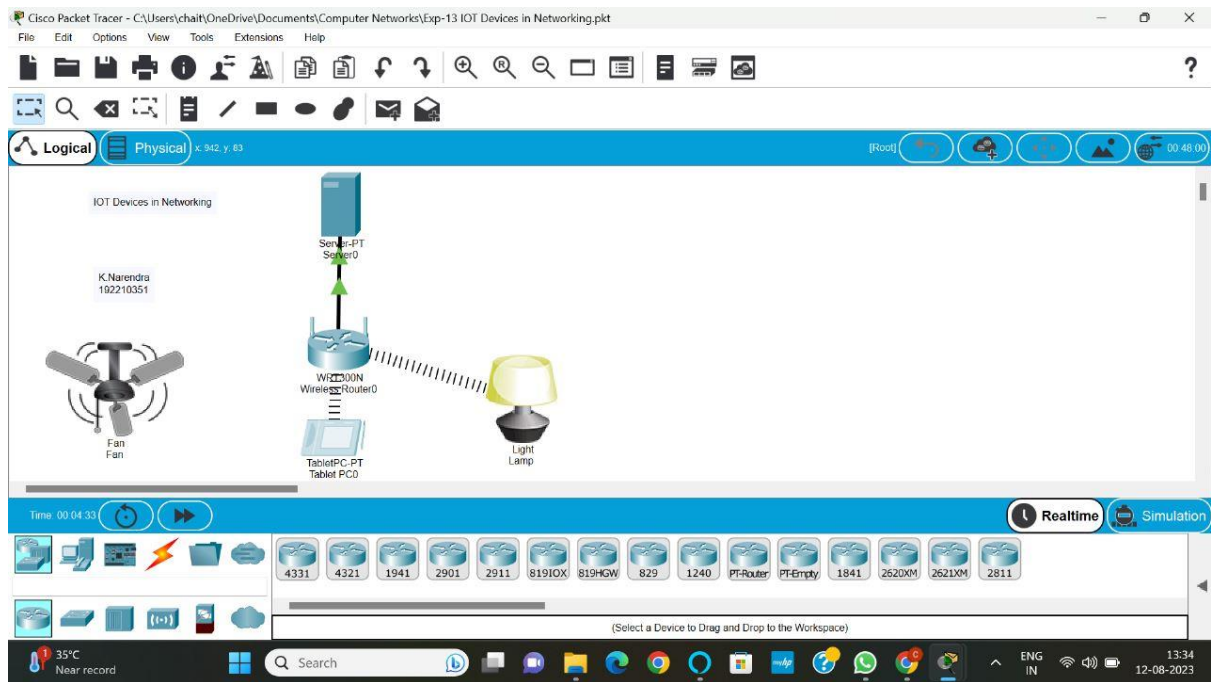 Cisco Packet Tracer - C:\Users\chait\OneDrive\Documents\Computer Networks\Exp-13 IOT Devices in Networking.pkt
File Edit Options View Tools Extensions Help
?
Logical Physical x: 942, y: 83 [Root] 00:48:00
IOT Devices in Networking
Server-PT
Server0
K.Narendra
192210351
WRT300N
Wireless Router0
Fan
Fan
TabletPC-PT
Tablet PC0
Light
Lamp
Time: 00:04:33 Realtime Simulation
4331 4321 1941 2901 2911 819IOX 819HGW 829 1240 PT-Router PT-Empty 1841 2620XM 2621XM 2811
(Select a Device to Drag and Drop to the Workspace)
1 35°C
Near record
Search
ENG
IN
13:34
12-08-2023